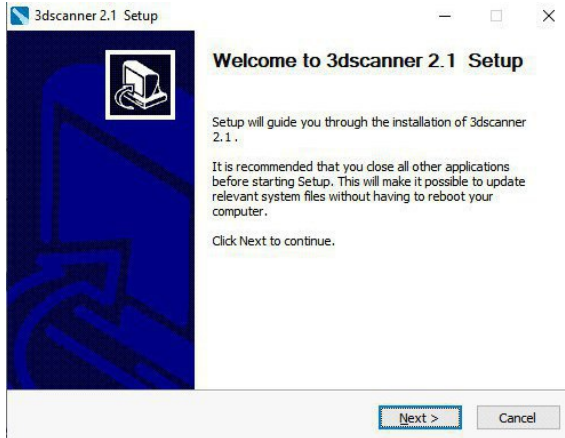 3dscanner 2.1  Setup
Welcome to 3dscanner 2.1  Setup
Setup will guide you through the installation of 3dscanner
2.1 .
It is recommended that you close all other applications
before starting Setup. This will make it possible to update
relevant system files without having to reboot your
computer.
Click Next to continue.
Next >
Cancel